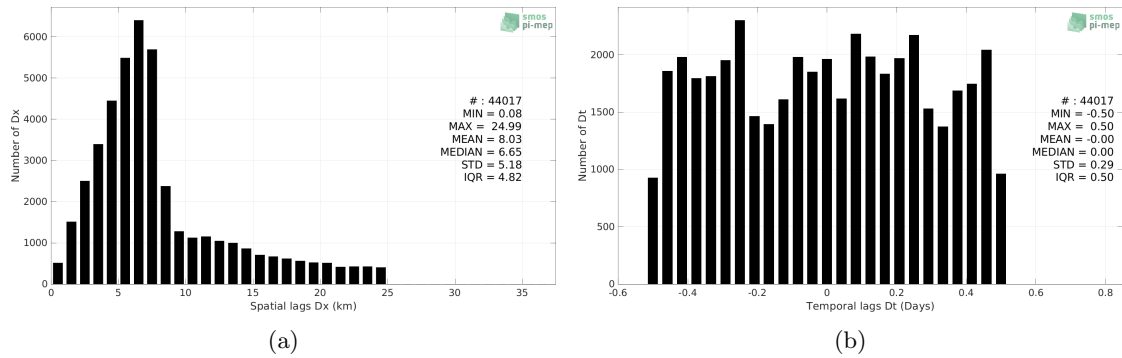 smos
pi-mep
6000
5000
4000
3000
2000
1000
0
Number of Dx
# : 44017
MIN = 0.08
MAX = 24.99
MEAN = 8.03
MEDIAN = 6.65
STD = 5.18
IQR = 4.82
0 5 10 15 20 25 30 35
Spatial lags Dx (km)
(a)
smos
pi-mep
2000
1500
1000
500
0
Number of Dt
# : 44017
MIN = -0.50
MAX = 0.50
MEAN = -0.00
MEDIAN = 0.00
STD = 0.29
IQR = 0.50
-0.6 -0.4 -0.2 0 0.2 0.4 0.6 0.8
Temporal lags Dt (Days)
(b)